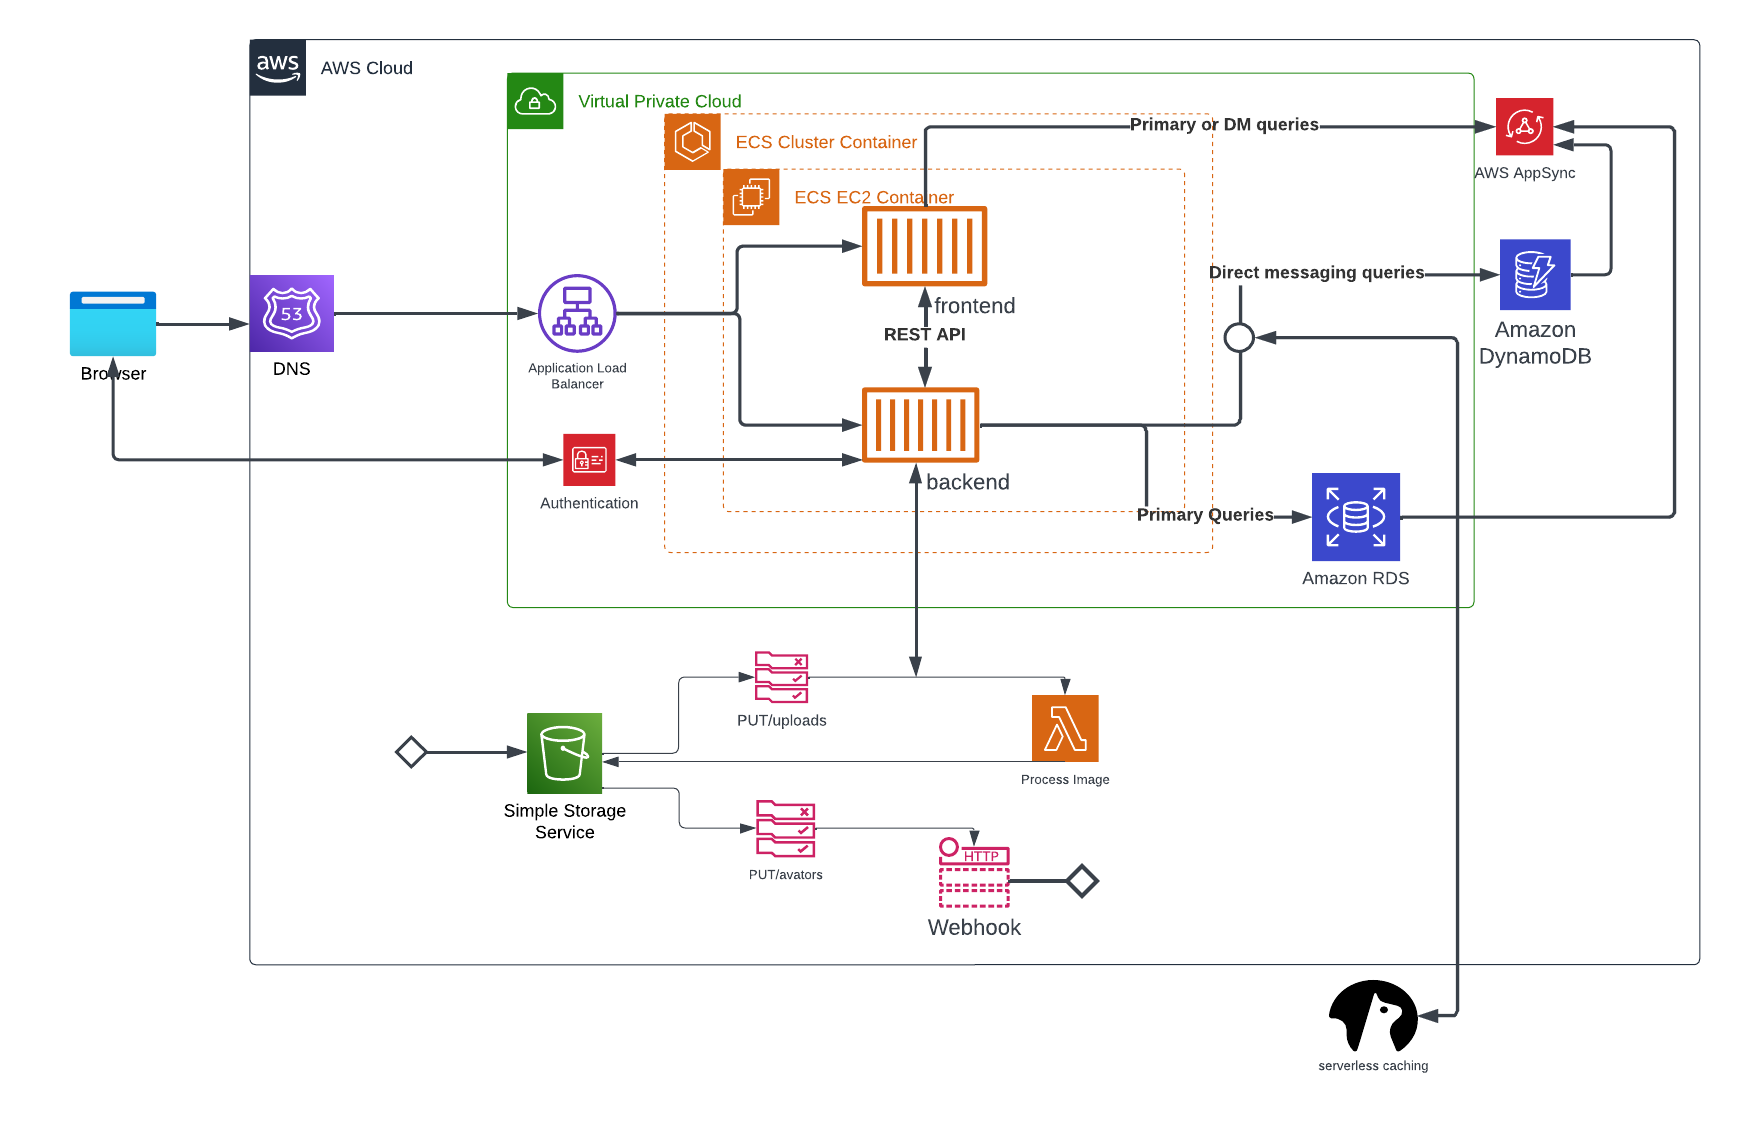 aws
AWS Cloud
Virtual Private Cloud
ECS Cluster Container
Primary or DM queries
AWS AppSync
ECS EC2 Container
Direct messaging queries
53
frontend
REST API
Amazon
DynamoDB
Browser
DNS
Application Load
Balancer
backend
Authentication
Primary Queries
Amazon RDS
PUT/uploads
Process Image
Simple Storage
Service
PUT/avators
HTTP
Webhook
serverless caching